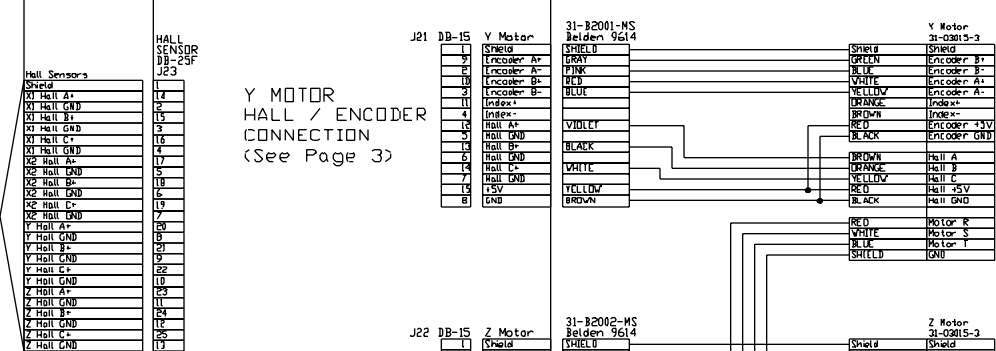 HALL
SENSOR
DB-25F
J23
Hall Sensors
Shield 1
X1 Hall A+ 14
X1 Hall GND 2
X1 Hall B+ 15
X1 Hall GND 3
X1 Hall C+ 16
X1 Hall GND 4
X2 Hall A+ 17
X2 Hall GND 5
X2 Hall B+ 18
X2 Hall GND 6
X2 Hall C+ 19
X2 Hall GND 7
Y Hall A+ 20
Y Hall GND 8
Y Hall B+ 21
Y Hall GND 9
Y Hall C+ 22
Y Hall GND 10
Z Hall A+ 23
Z Hall GND 11
Z Hall B+ 24
Z Hall GND 12
Z Hall C+ 25
Z Hall GND 13
Y MOTOR
HALL / ENCODER
CONNECTION
(See Page 3)
J21 DB-15 Y Motor
1 Shield
9 Encoder A+
2 Encoder A-
10 Encoder B+
3 Encoder B-
11 Index+
4 Index-
12 Hall A+
5 Hall GND
13 Hall B+
6 Hall GND
14 Hall C+
7 Hall GND
15 +5V
8 GND
31-B2001-MS
Belden 9614
SHIELD
GRAY
PINK
RED
BLUE
VIOLET
BLACK
WHITE
YELLOW
BROWN
Y Motor
31-03015-3
Shield Shield
GREEN Encoder B+
BLUE Encoder B-
WHITE Encoder A+
YELLOW Encoder A-
ORANGE Index+
BROWN Index-
RED Encoder +5V
BLACK Encoder GND
BROWN Hall A
ORANGE Hall B
YELLOW Hall C
RED Hall +5V
BLACK Hall GND
RED Motor R
WHITE Motor S
BLUE Motor T
SHIELD GND
J22 DB-15 Z Motor
1 Shield
31-B2002-MS
Belden 9614
SHIELD
Z Motor
31-03015-3
Shield Shield